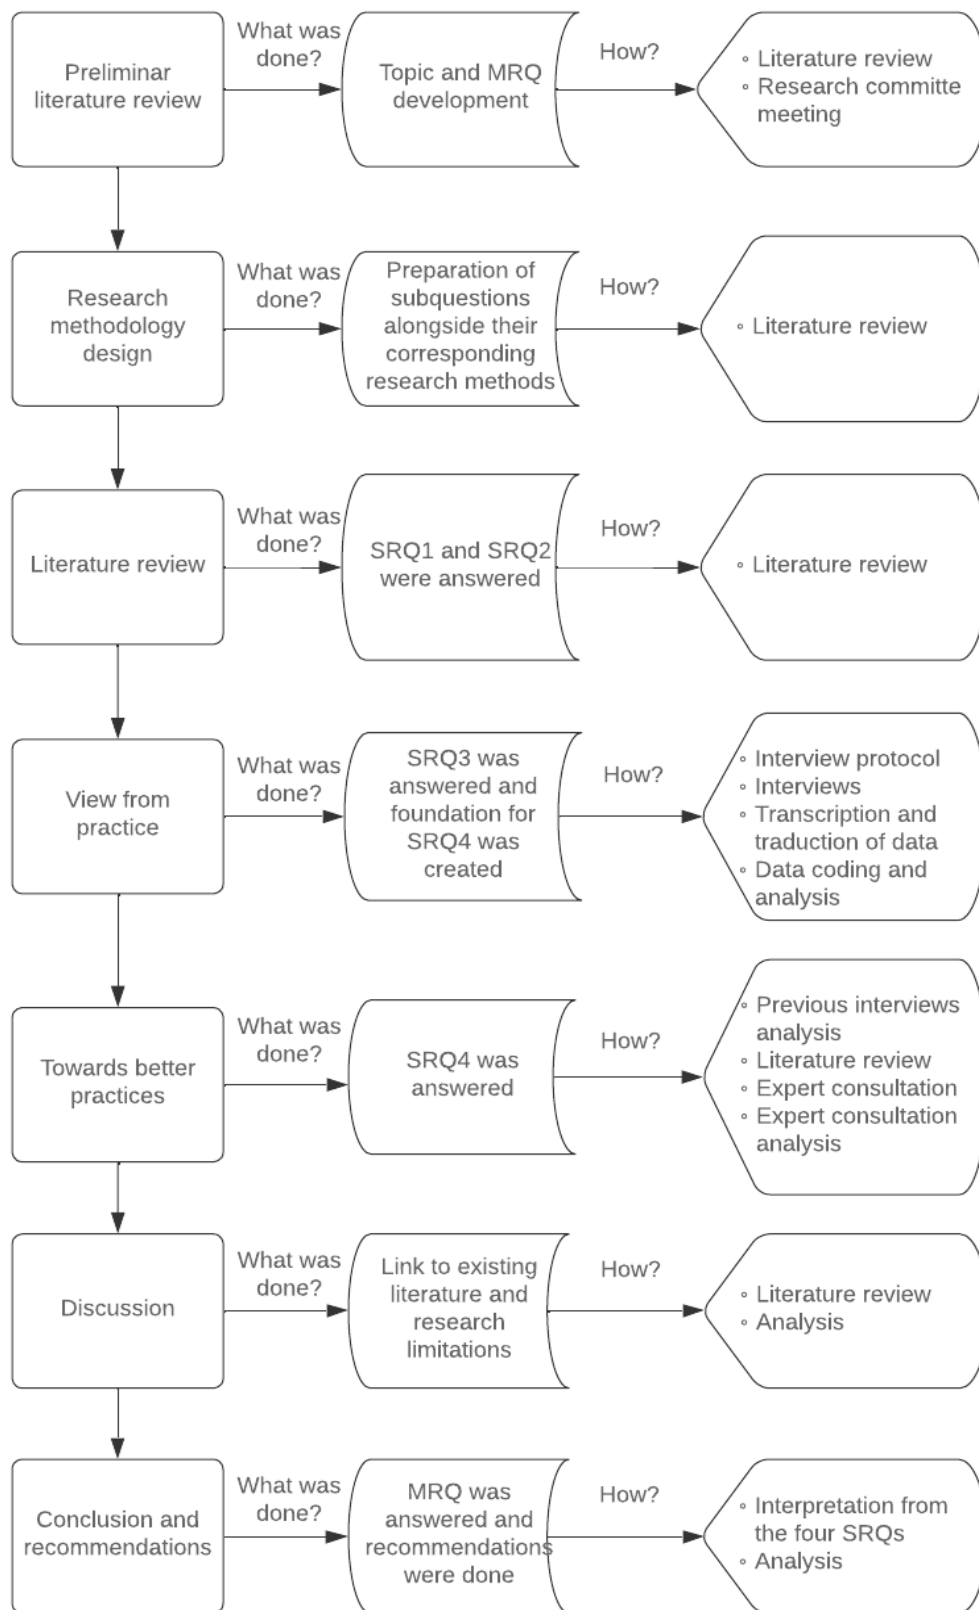 Preliminar
literature review
What was
done?
Topic and MRQ
development
How?
◦ Literature review
◦ Research committe
meeting
Research
methodology
design
What was
done?
Preparation of
subquestions
alongside their
corresponding
research methods
How?
◦ Literature review
Literature review
What was
done?
SRQ1 and SRQ2
were answered
How?
◦ Literature review
View from
practice
What was
done?
SRQ3 was
answered and
foundation for
SRQ4 was
created
How?
◦ Interview protocol
◦ Interviews
◦ Transcription and
traduction of data
◦ Data coding and
analysis
Towards better
practices
What was
done?
SRQ4 was
answered
How?
◦ Previous interviews
analysis
◦ Literature review
◦ Expert consultation
◦ Expert consultation
analysis
Discussion
What was
done?
Link to existing
literature and
research
limitations
How?
◦ Literature review
◦ Analysis
Conclusion and
recommendations
What was
done?
MRQ was
answered and
recommendations
were done
How?
◦ Interpretation from
the four SRQs
◦ Analysis